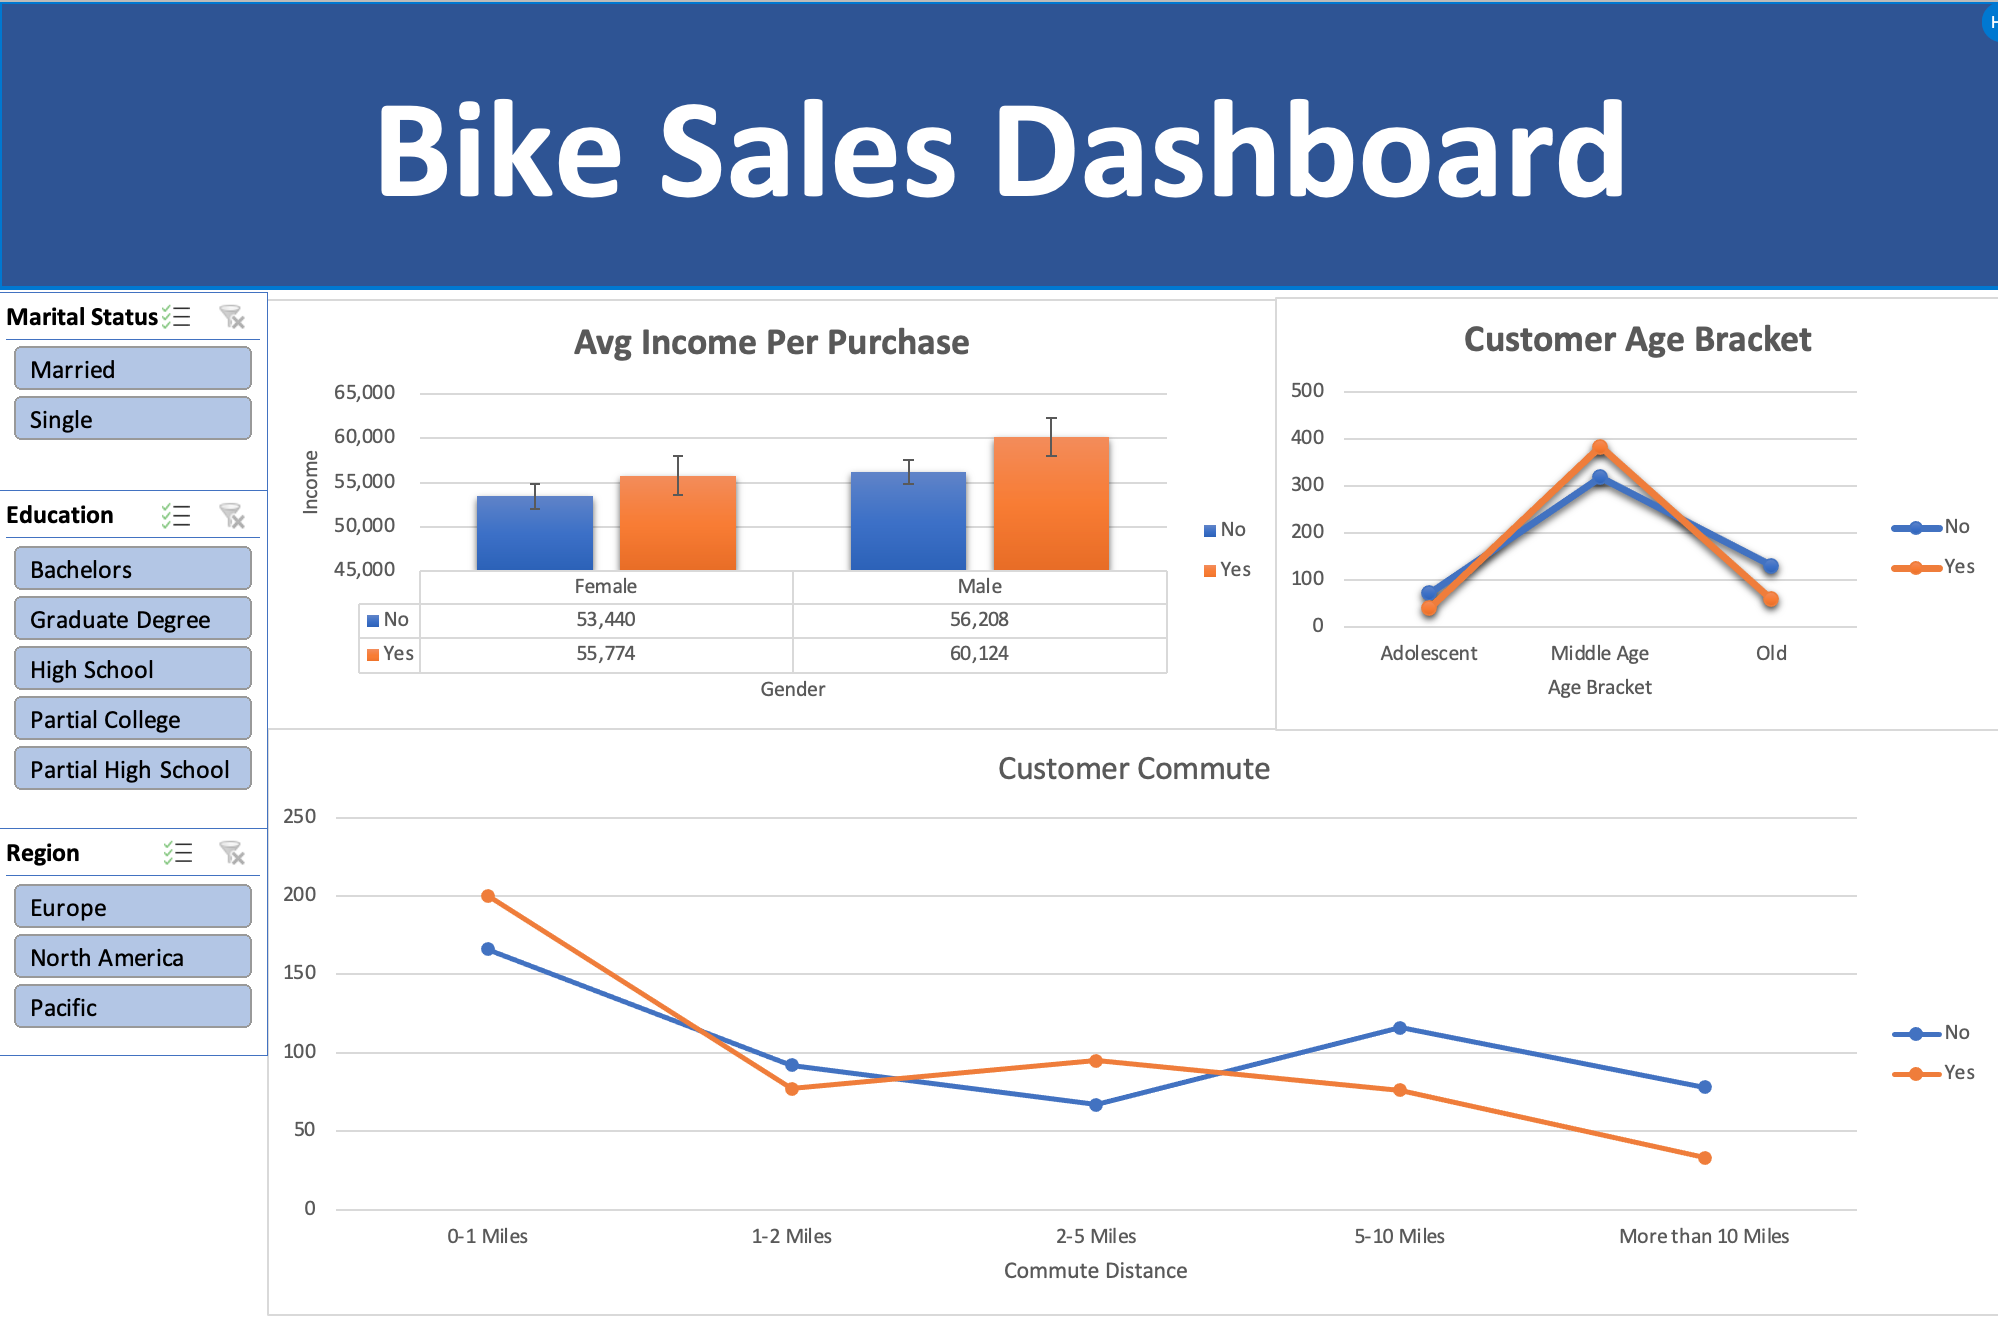 H
Bike Sales Dashboard
Marital Status
Married
Single
Education
Bachelors
Graduate Degree
High School
Partial College
Partial High School
Region
Europe
North America
Pacific
Avg Income Per Purchase
65,000
60,000
55,000
50,000
45,000
Income
Female Male
No 53,440 56,208
Yes 55,774 60,124
Gender
No
Yes
Customer Age Bracket
500
400
300
200
100
0
Adolescent Middle Age Old
Age Bracket
No
Yes
Customer Commute
250
200
150
100
50
0
0-1 Miles 1-2 Miles 2-5 Miles 5-10 Miles More than 10 Miles
Commute Distance
No
Yes